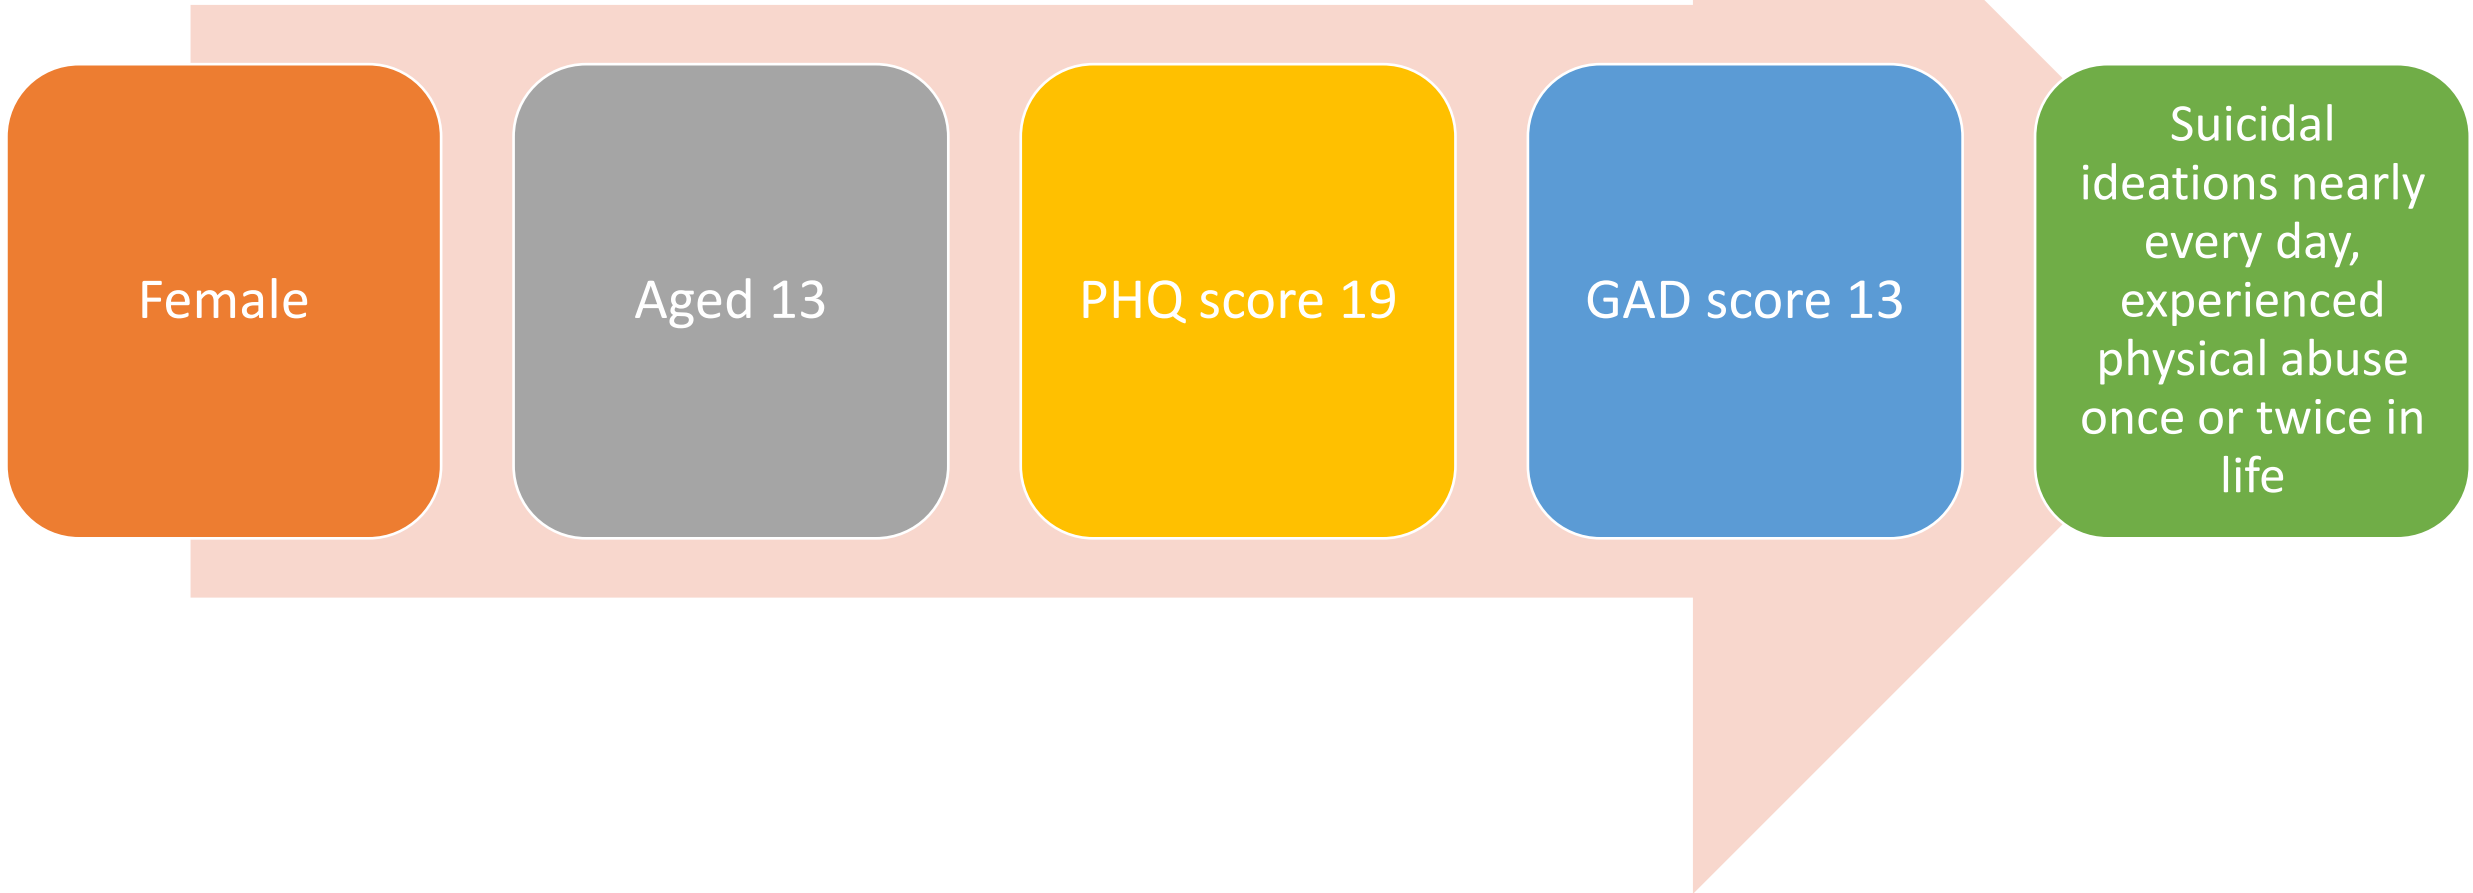 Female
Aged 13
PHQ score 19
GAD score 13
Suicidal
ideations nearly
every day,
experienced
physical abuse
once or twice in
life